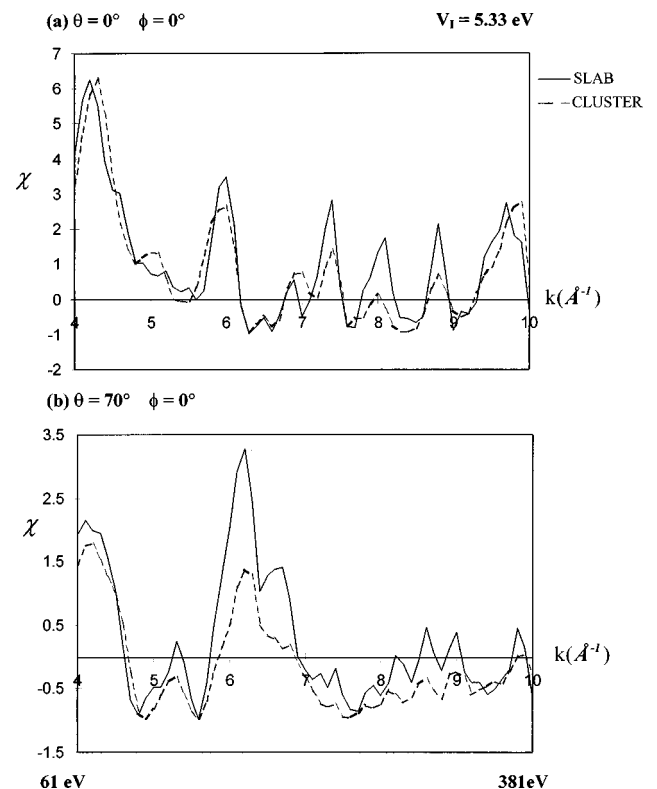 (a) θ = 0° ϕ = 0° V_I = 5.33 eV
7
6
5
4
3
2
1
0
-1
-2
χ
4 5 6 7 8 9 10
k(Å⁻¹)
SLAB
CLUSTER
(b) θ = 70° ϕ = 0°
3.5
2.5
1.5
0.5
-0.5
-1.5
χ
4 5 6 7 8 9 10
k(Å⁻¹)
61 eV 381eV